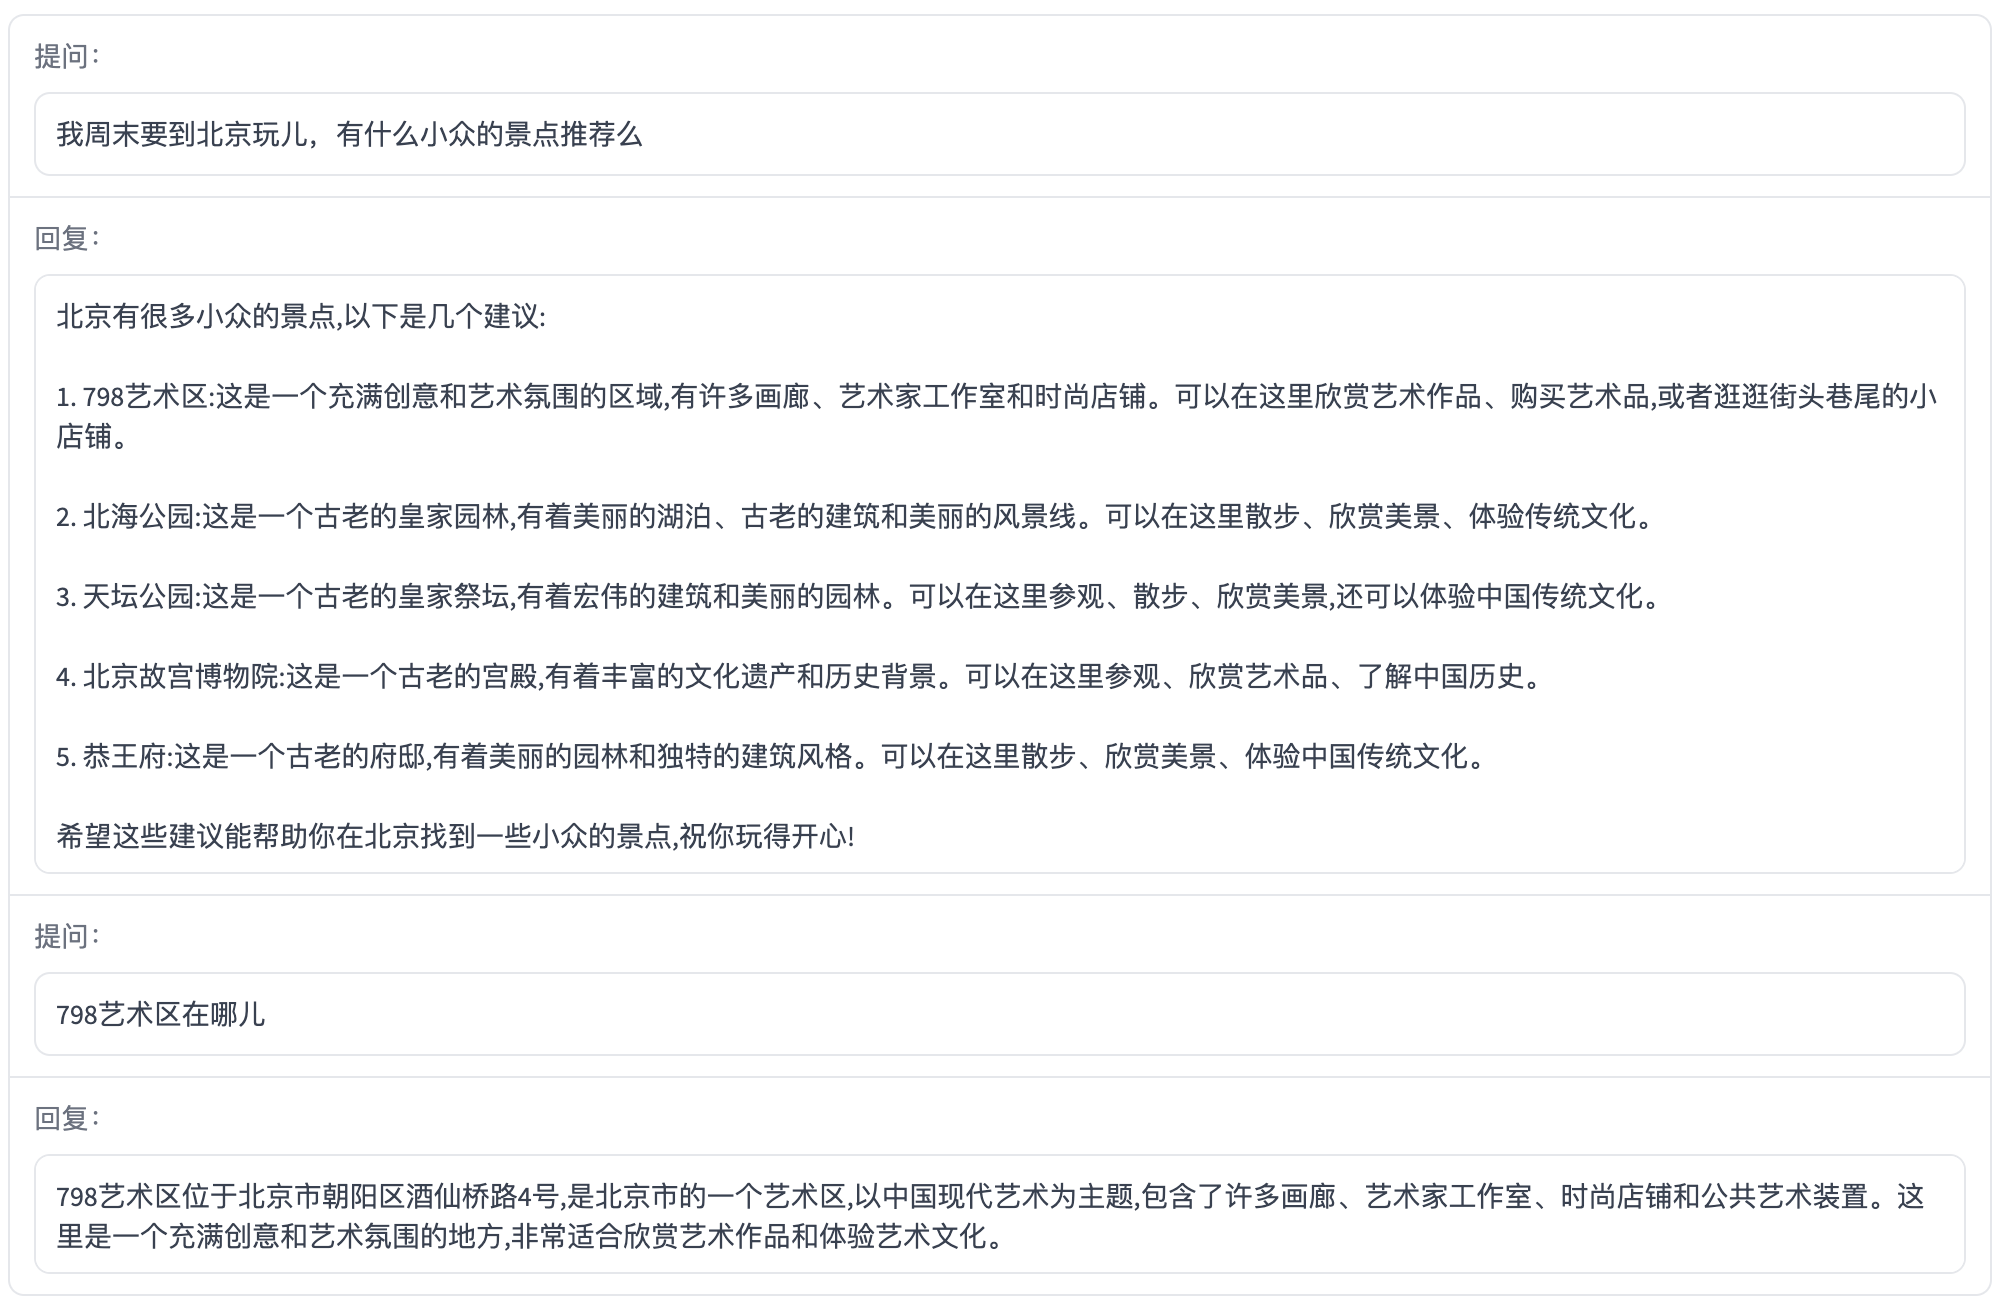 提问：
我周末要到北京玩儿，有什么小众的景点推荐么
回复：
北京有很多小众的景点,以下是几个建议:
1. 798艺术区:这是一个充满创意和艺术氛围的区域,有许多画廊、艺术家工作室和时尚店铺。可以在这里欣赏艺术作品、购买艺术品,或者逛逛街头巷尾的小
店铺。
2. 北海公园:这是一个古老的皇家园林,有着美丽的湖泊、古老的建筑和美丽的风景线。可以在这里散步、欣赏美景、体验传统文化。
3. 天坛公园:这是一个古老的皇家祭坛,有着宏伟的建筑和美丽的园林。可以在这里参观、散步、欣赏美景,还可以体验中国传统文化。
4. 北京故宫博物院:这是一个古老的宫殿,有着丰富的文化遗产和历史背景。可以在这里参观、欣赏艺术品、了解中国历史。
5. 恭王府:这是一个古老的府邸,有着美丽的园林和独特的建筑风格。可以在这里散步、欣赏美景、体验中国传统文化。
希望这些建议能帮助你在北京找到一些小众的景点,祝你玩得开心!
提问：
798艺术区在哪儿
回复：
798艺术区位于北京市朝阳区酒仙桥路4号,是北京市的一个艺术区,以中国现代艺术为主题,包含了许多画廊、艺术家工作室、时尚店铺和公共艺术装置。这
里是一个充满创意和艺术氛围的地方,非常适合欣赏艺术作品和体验艺术文化。